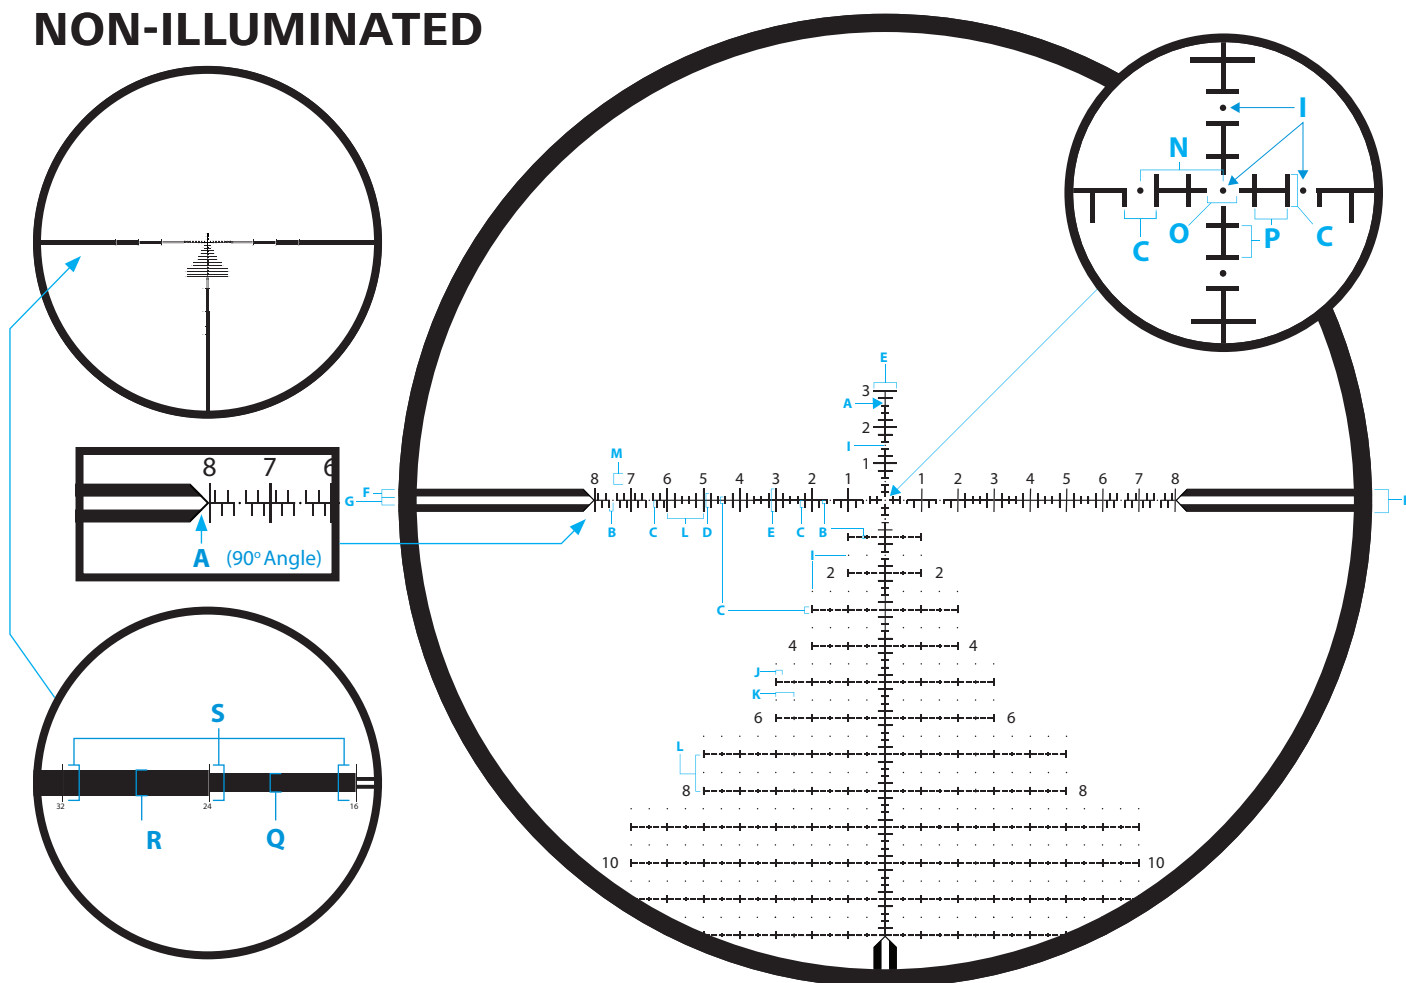 NON-ILLUMINATED
I
N
C
O
P
C
E
3
A
2
I
1
M
8 7 6 5 4 3 2 1 1 2 3 4 5 6 7 8
F
G
B C L D E C B
8 7 6
A (90° Angle)
I
2 2
C
4 4
J
K
6 6
L
8 8
10 10
S
32 24 16
R Q